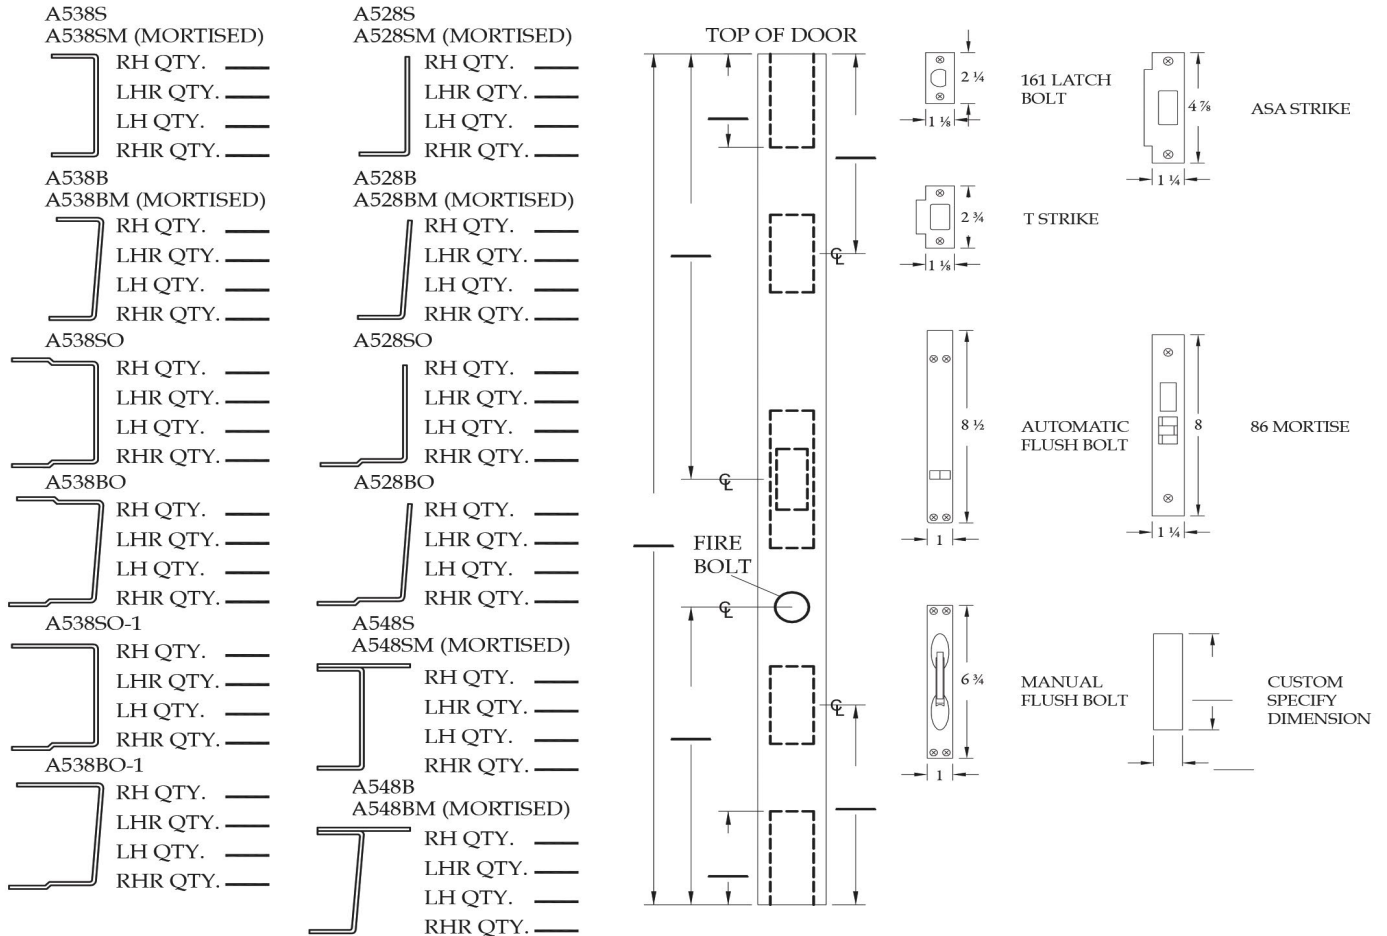 A538S
A538SM (MORTISED)
RH QTY.
LHR QTY.
LH QTY.
RHR QTY.
A538B
A538BM (MORTISED)
RH QTY.
LHR QTY.
LH QTY.
RHR QTY.
A538SO
RH QTY.
LHR QTY.
LH QTY.
RHR QTY.
A538BO
RH QTY.
LHR QTY.
LH QTY.
RHR QTY.
A538SO-1
RH QTY.
LHR QTY.
LH QTY.
RHR QTY.
A538BO-1
RH QTY.
LHR QTY.
LH QTY.
RHR QTY.
A528S
A528SM (MORTISED)
RH QTY.
LHR QTY.
LH QTY.
RHR QTY.
A528B
A528BM (MORTISED)
RH QTY.
LHR QTY.
LH QTY.
RHR QTY.
A528SO
RH QTY.
LHR QTY.
LH QTY.
RHR QTY.
A528BO
RH QTY.
LHR QTY.
LH QTY.
RHR QTY.
A548S
A548SM (MORTISED)
RH QTY.
LHR QTY.
LH QTY.
RHR QTY.
A548B
A548BM (MORTISED)
RH QTY.
LHR QTY.
LH QTY.
RHR QTY.
TOP OF DOOR
℄
℄
FIRE
BOLT
℄
℄
2 ¼
1 ⅛
161 LATCH
BOLT
4 ⅞
1 ¼
ASA STRIKE
2 ¾
1 ⅛
T STRIKE
8 ½
1
AUTOMATIC
FLUSH BOLT
8
1 ¼
86 MORTISE
6 ¾
1
MANUAL
FLUSH BOLT
CUSTOM
SPECIFY
DIMENSION